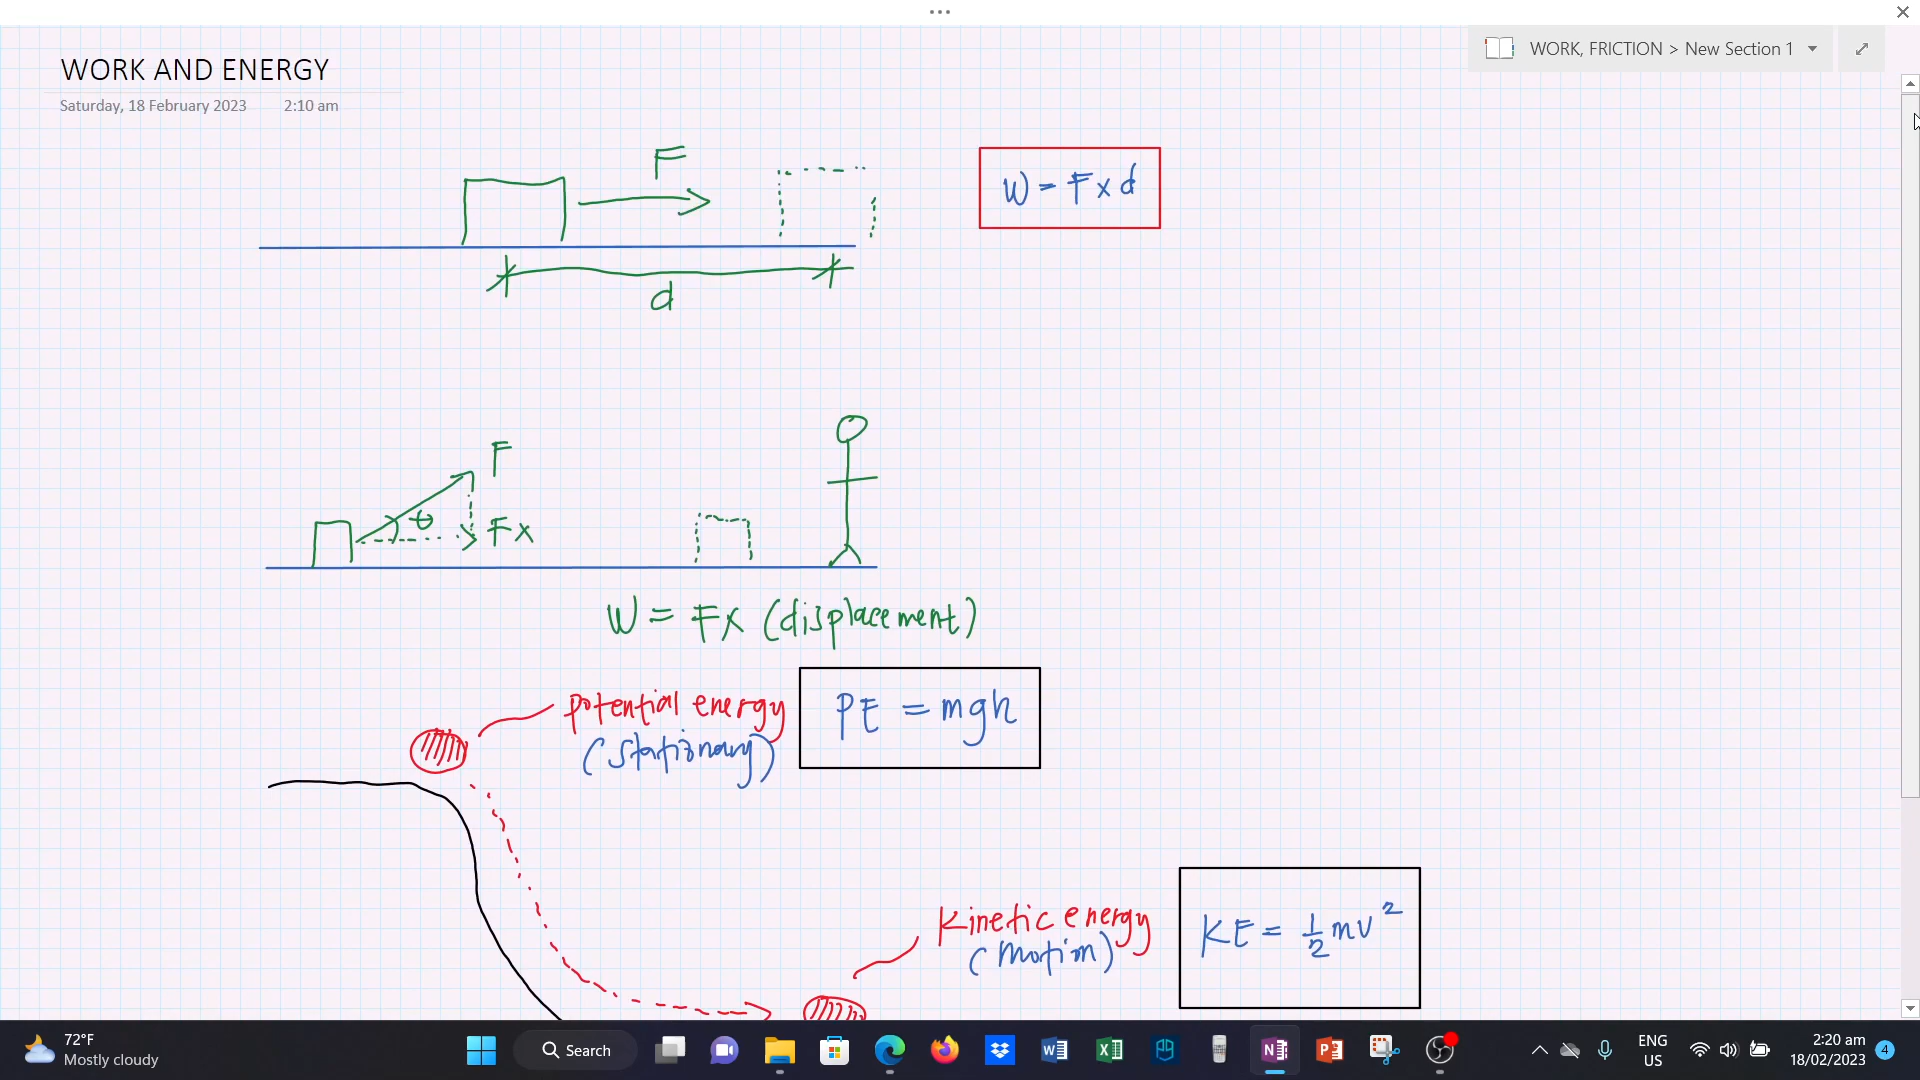 WORK, FRICTION > New Section 1
WORK AND ENERGY
Saturday, 18 February 2023 2:10 am
F
W = F x d
d
F
θ
Fx
W = Fx (displacement)
potential energy
(stationary)
PE = mgh
Kinetic energy
(motion)
KE = ½mv²
72°F
Mostly cloudy
Search
ENG
US
2:20 am
18/02/2023
4